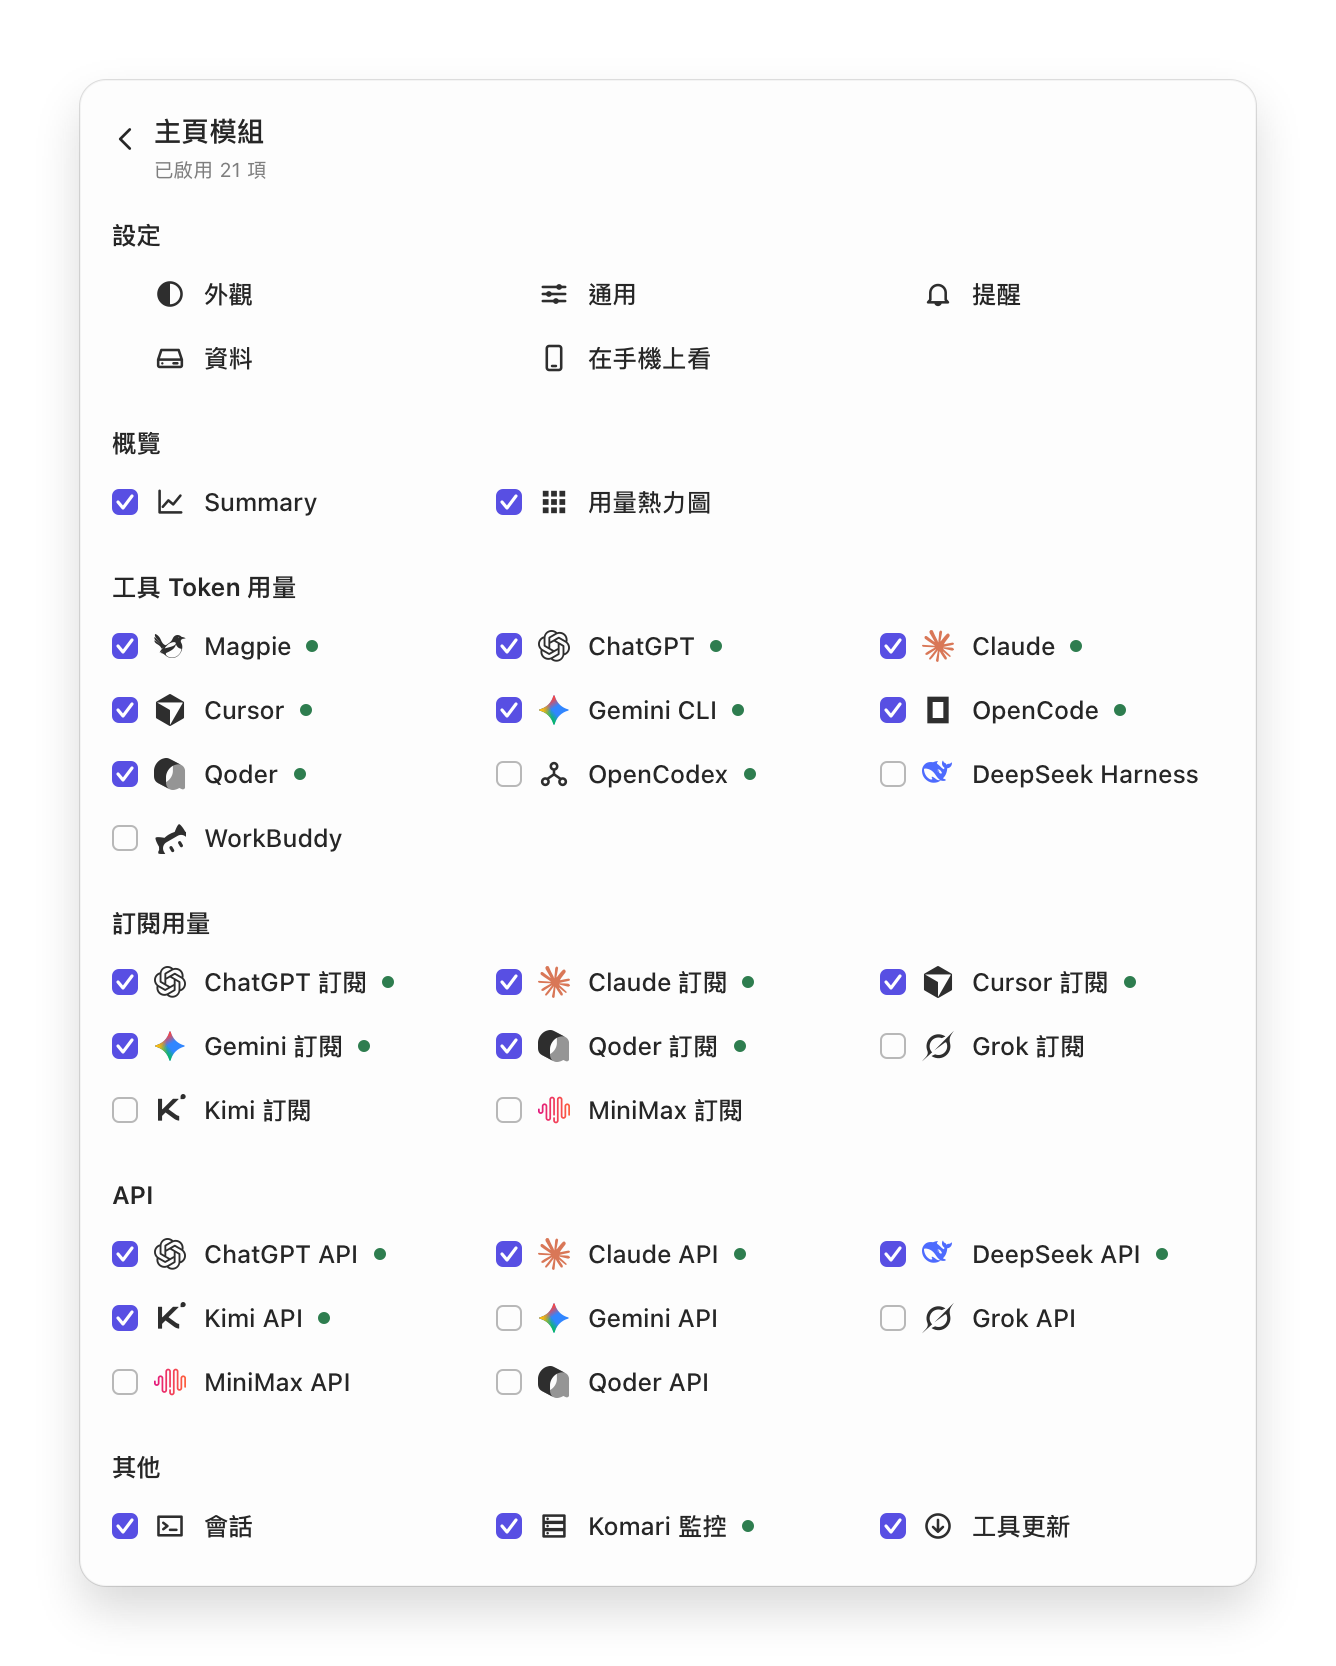 主頁模組
已啟用 21 項
設定
外觀
通用
提醒
資料
在手機上看
概覽
Summary
用量熱力圖
工具 Token 用量
Magpie
ChatGPT
Claude
Cursor
Gemini CLI
OpenCode
Qoder
OpenCodex
DeepSeek Harness
WorkBuddy
訂閱用量
ChatGPT 訂閱
Claude 訂閱
Cursor 訂閱
Gemini 訂閱
Qoder 訂閱
Grok 訂閱
Kimi 訂閱
MiniMax 訂閱
API
ChatGPT API
Claude API
DeepSeek API
Kimi API
Gemini API
Grok API
MiniMax API
Qoder API
其他
會話
Komari 監控
工具更新